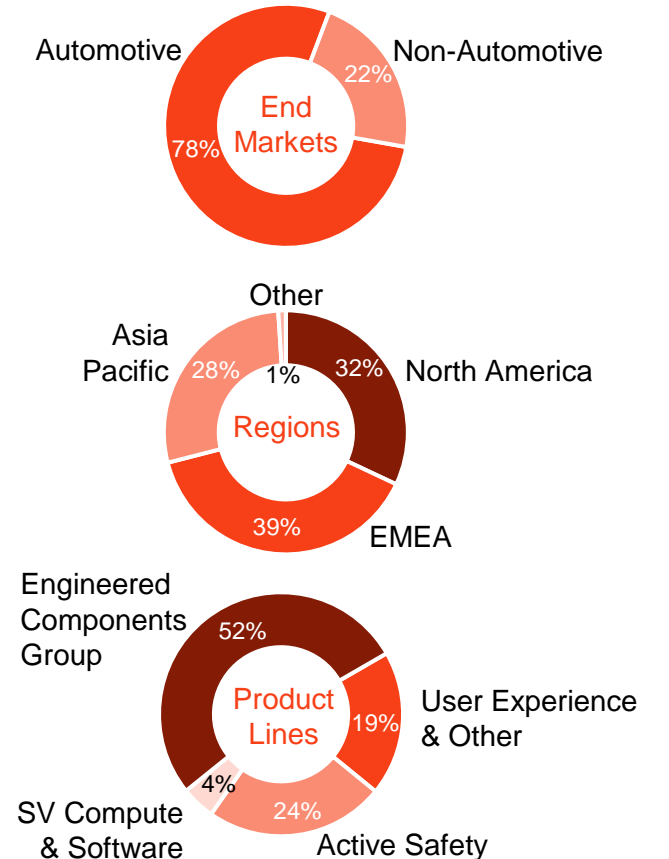 Automotive
Non-Automotive
22%
End
Markets
78%
Other
Asia
Pacific
28%
1%
32%
North America
Regions
39%
EMEA
Engineered
Components
Group
52%
Product
Lines
User Experience
& Other
19%
4%
24%
SV Compute
& Software
Active Safety